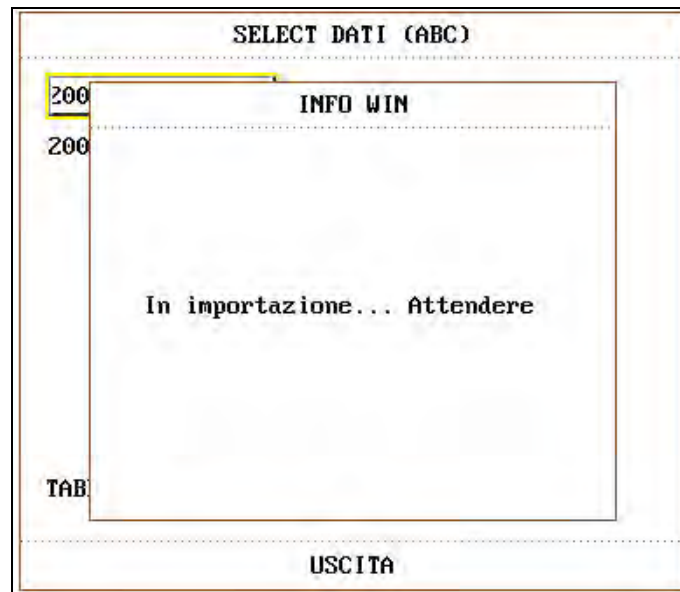 SELECT DATI (ABC)
200
INFO WIN
200
In importazione... Attendere
TAB
USCITA